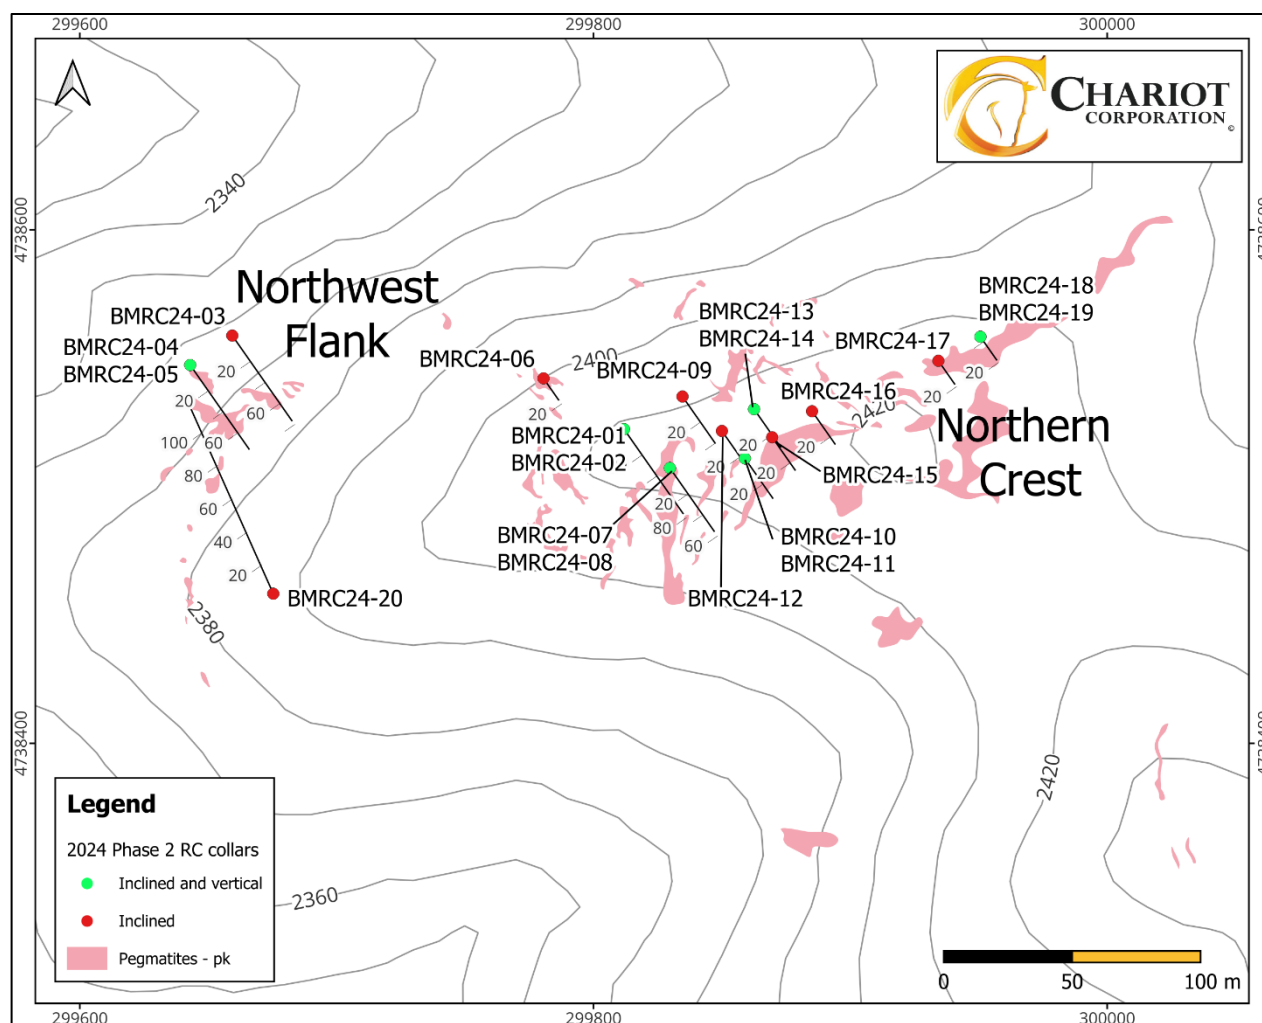 299600
299800
300000
CHARIOT
CORPORATION
©
2340
4738600
4738600
Northwest
Flank
BMRC24-03
BMRC24-04
BMRC24-05
20
20
60
60
100
80
60
40
20
BMRC24-20
2380
BMRC24-06
20
2400
BMRC24-09
20
BMRC24-13
BMRC24-14
BMRC24-17
BMRC24-18
BMRC24-19
20
20
BMRC24-16
2420
20
20
BMRC24-01
BMRC24-02
20
20
20
20
80
60
BMRC24-15
BMRC24-07
BMRC24-08
BMRC24-10
BMRC24-11
BMRC24-12
Northern
Crest
4738400
4738400
2420
2360
Legend
2024 Phase 2 RC collars
Inclined and vertical
Inclined
Pegmatites - pk
0
50
100 m
299600
299800
300000